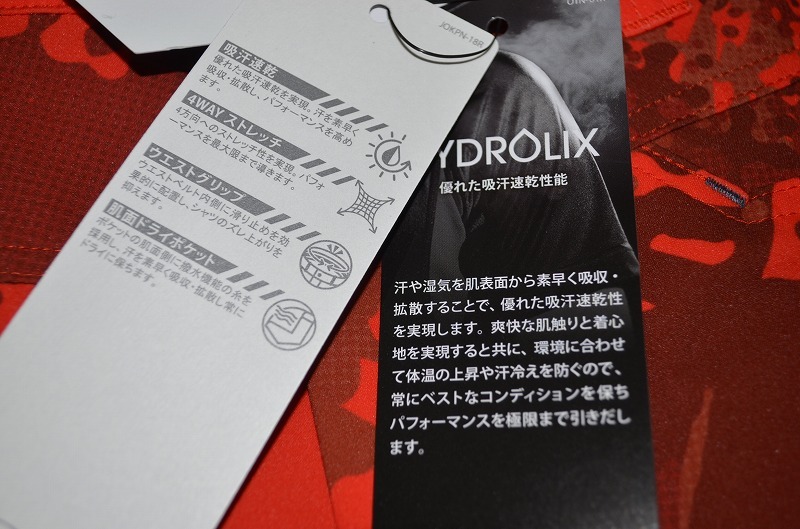 JOKPN-18R
吸汗速乾
優れた吸汗速乾を実現。汗を素早く
吸収・拡散し、パフォーマンスを高め
ます。
4WAY ストレッチ
4方向へのストレッチ性を実現。パフォ
ーマンスを最大限まで導きます。
ウエストグリップ
ウエストベルト内側に滑り止めを効
果的に配置し、シャツのズレ上がりを
抑えます。
肌面ドライポケット
ポケットの肌面側に撥水機能の糸を
採用し、汗を素早く吸収・拡散し常に
ドライに保ちます。
YDROLIX
優れた吸汗速乾性能
汗や湿気を肌表面から素早く吸収・
拡散することで、優れた吸汗速乾性
を実現します。爽快な肌触りと着心
地を実現すると共に、環境に合わせ
て体温の上昇や汗冷えを防ぐので、
常にベストなコンディションを保ち
パフォーマンスを極限まで引きだし
ます。